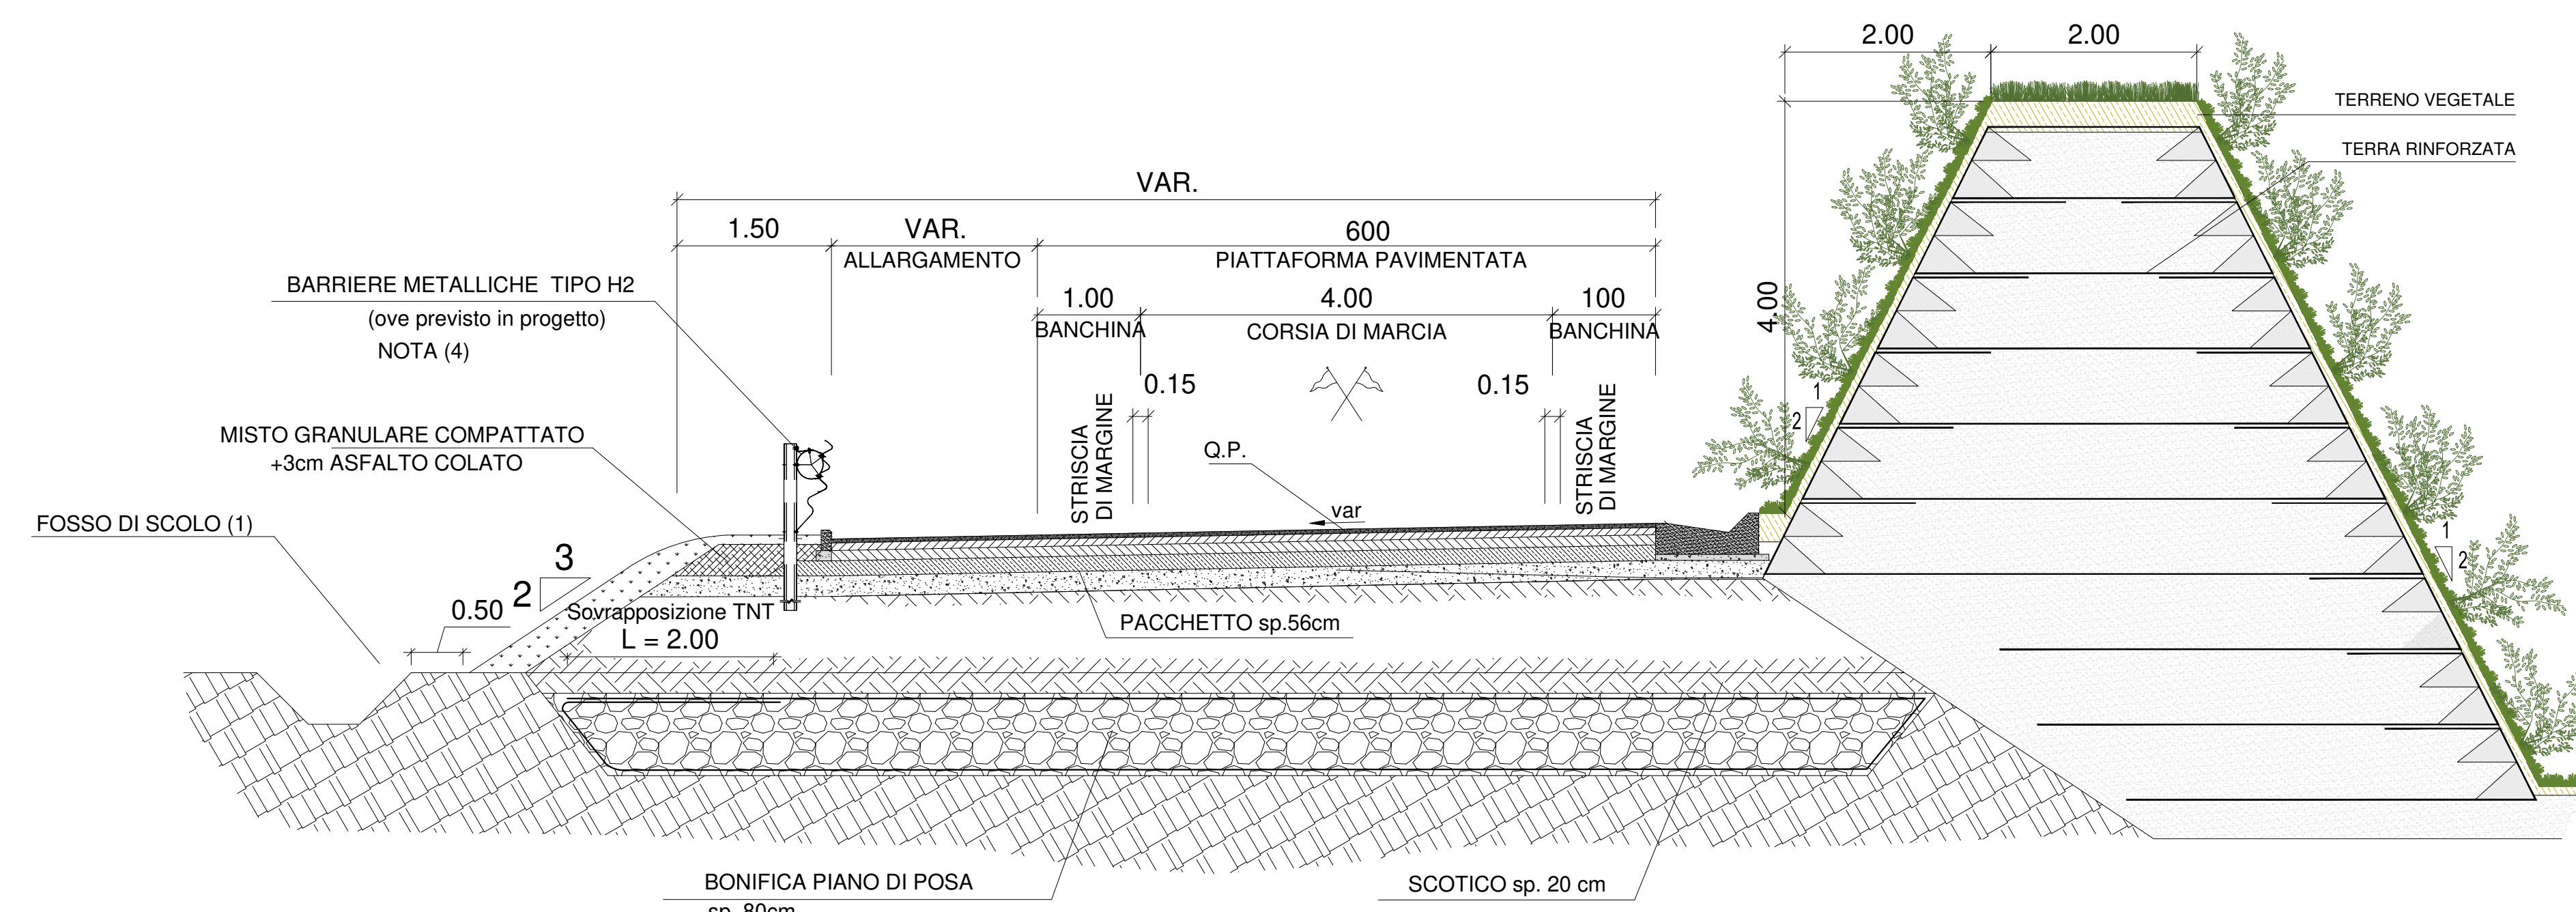 2.00
2.00
TERRENO VEGETALE
TERRA RINFORZATA
VAR.
1.50
VAR.
600
ALLARGAMENTO
PIATTAFORMA PAVIMENTATA
BARRIERE METALLICHE TIPO H2
(ove previsto in progetto)
NOTA (4)
1.00
4.00
100
BANCHINA
CORSIA DI MARCIA
BANCHINA
4.00
0.15
0.15
STRISCIA
DI MARGINE
STRISCIA
DI MARGINE
1
2
MISTO GRANULARE COMPATTATO
+3cm ASFALTO COLATO
Q.P.
var
FOSSO DI SCOLO (1)
3
2
1
2
0.50
Sovrapposizione TNT
L = 2.00
PACCHETTO sp.56cm
BONIFICA PIANO DI POSA
sp. 80cm
SCOTICO sp. 20 cm